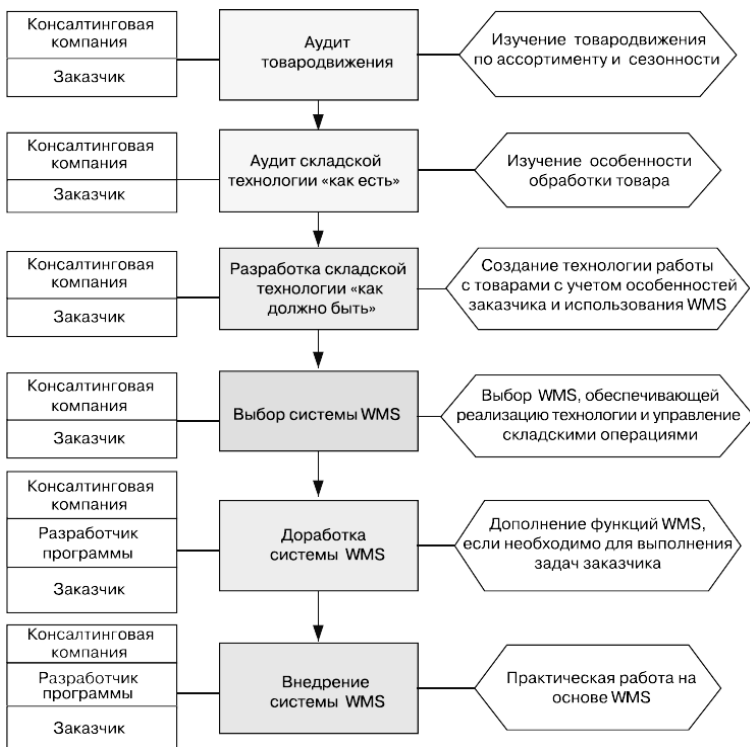 Консалтинговая
компания
Заказчик
Аудит
товародвижения
Изучение товародвижения
по ассортименту и сезонности
Консалтинговая
компания
Заказчик
Аудит складской
технологии «как есть»
Изучение особенности
обработки товара
Консалтинговая
компания
Заказчик
Разработка складской
технологии «как
должно быть»
Создание технологии работы
с товарами с учетом особенностей
заказчика и использования WMS
Консалтинговая
компания
Заказчик
Выбор системы WMS
Выбор WMS, обеспечивающей
реализацию технологии и управление
складскими операциями
Консалтинговая
компания
Разработчик
программы
Заказчик
Доработка
системы WMS
Дополнение функций WMS,
если необходимо для выполнения
задач заказчика
Консалтинговая
компания
Разработчик
программы
Заказчик
Внедрение
системы WMS
Практическая работа на
основе WMS